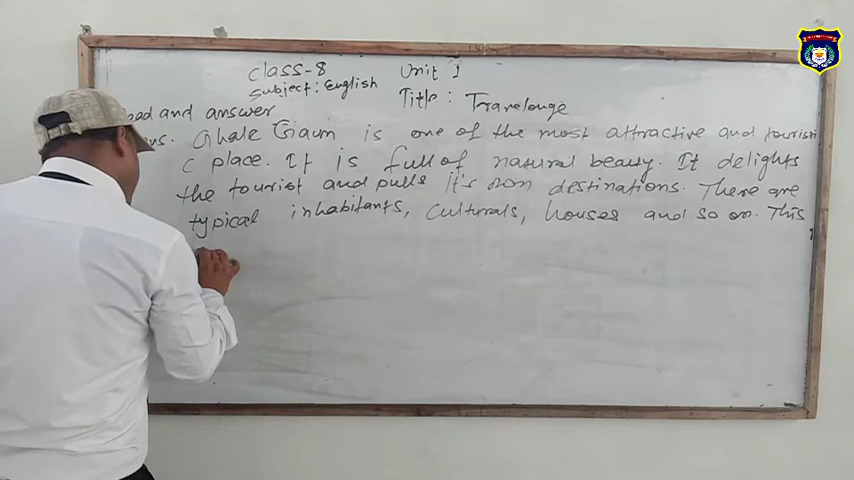 Class-8 Unit 1
Subject: English
Title: Travelouge
ead and answer
ns. Ghale Gaum is one of the most attractive and touristi
c place. It is full of natural beauty. It delights
the tourist and pulls it's own destinations. There are
typical inhabitants, Culturals, houses and so on. This